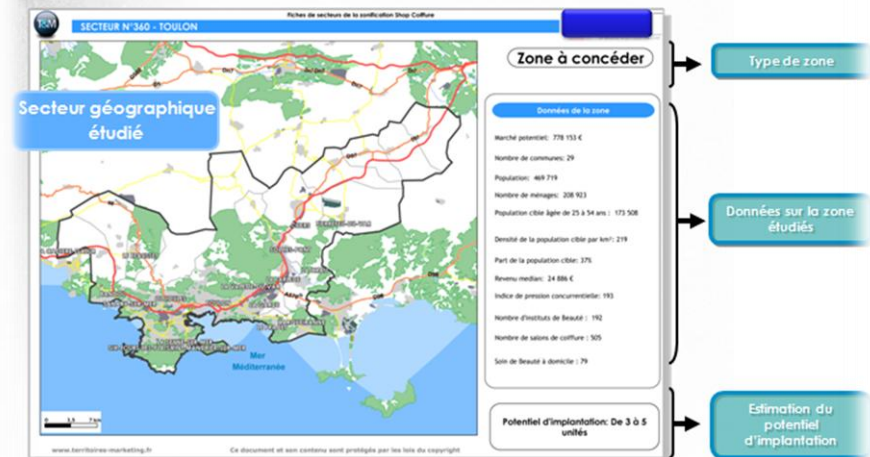 Fiches de secteurs de la zonification Shop Coiffure
T&M
SECTEUR N°360 - TOULON
Zone à concéder
Type de zone
Secteur géographique
étudié
Données de la zone
Marché potentiel: 778 153 €
Nombre de communes: 29
Population: 469 719
Nombre de ménages: 208 923
Population cible âgée de 25 à 54 ans : 173 508
Densité de la population cible par km²: 219
Part de la population cible: 37%
Revenu median: 24 886 €
Indice de pression concurrentielle: 193
Nombre d'Instituts de Beauté : 192
Nombre de salons de coiffure : 505
Soin de Beauté à domicile : 79
Données sur la zone
étudiés
Mer
Méditerranée
Potentiel d'implantation: De 3 à 5
unités
Estimation du
potentiel
d'implantation
www.territoires-marketing.fr
Ce document et son contenu sont protégés par les lois du copyright